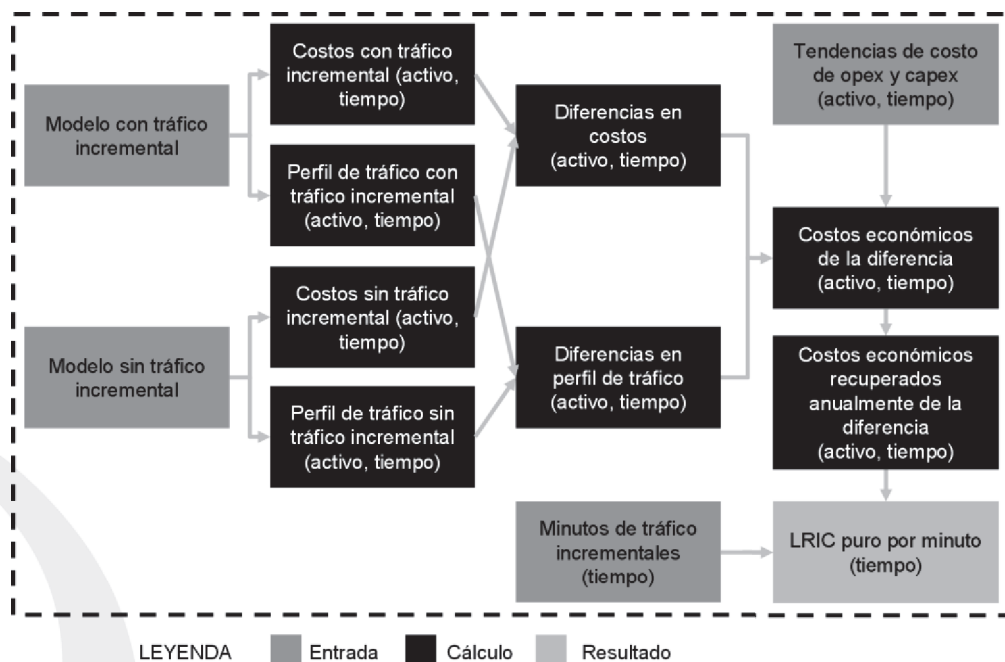 Modelo con tráfico
incremental
Modelo sin tráfico
incremental
Costos con tráfico
incremental (activo,
tiempo)
Perfil de tráfico con
tráfico incremental
(activo, tiempo)
Costos sin tráfico
incremental (activo,
tiempo)
Perfil de tráfico sin
tráfico incremental
(activo, tiempo)
Diferencias en
costos
(activo, tiempo)
Diferencias en
perfil de tráfico
(activo, tiempo)
Minutos de tráfico
incrementales
(tiempo)
Tendencias de costo
de opex y capex
(activo, tiempo)
Costos económicos
de la diferencia
(activo, tiempo)
Costos económicos
recuperados
anualmente de la
diferencia
(activo, tiempo)
LRIC puro por minuto
(tiempo)
LEYENDA
Entrada
Cálculo
Resultado